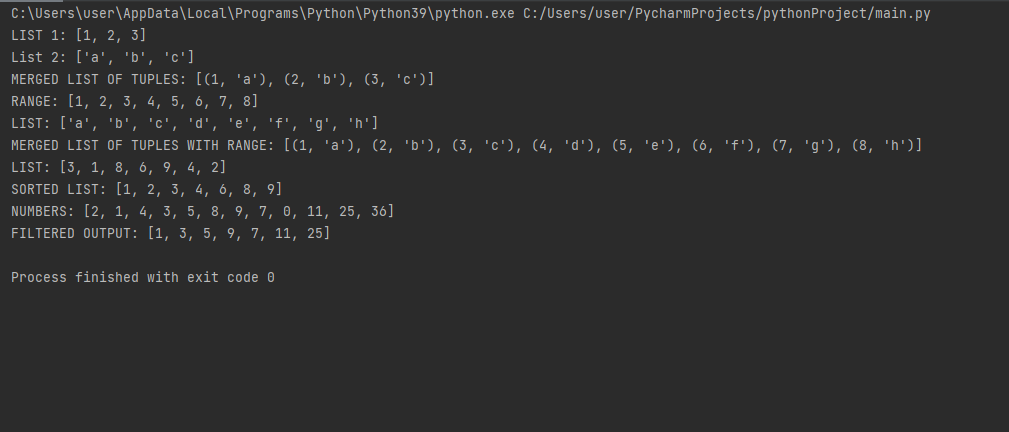 C:\Users\user\AppData\Local\Programs\Python\Python39\python.exe C:/Users/user/PycharmProjects/pythonProject/main.py
LIST 1: [1, 2, 3]
List 2: ['a', 'b', 'c']
MERGED LIST OF TUPLES: [(1, 'a'), (2, 'b'), (3, 'c')]
RANGE: [1, 2, 3, 4, 5, 6, 7, 8]
LIST: ['a', 'b', 'c', 'd', 'e', 'f', 'g', 'h']
MERGED LIST OF TUPLES WITH RANGE: [(1, 'a'), (2, 'b'), (3, 'c'), (4, 'd'), (5, 'e'), (6, 'f'), (7, 'g'), (8, 'h')]
LIST: [3, 1, 8, 6, 9, 4, 2]
SORTED LIST: [1, 2, 3, 4, 6, 8, 9]
NUMBERS: [2, 1, 4, 3, 5, 8, 9, 7, 0, 11, 25, 36]
FILTERED OUTPUT: [1, 3, 5, 9, 7, 11, 25]
Process finished with exit code 0